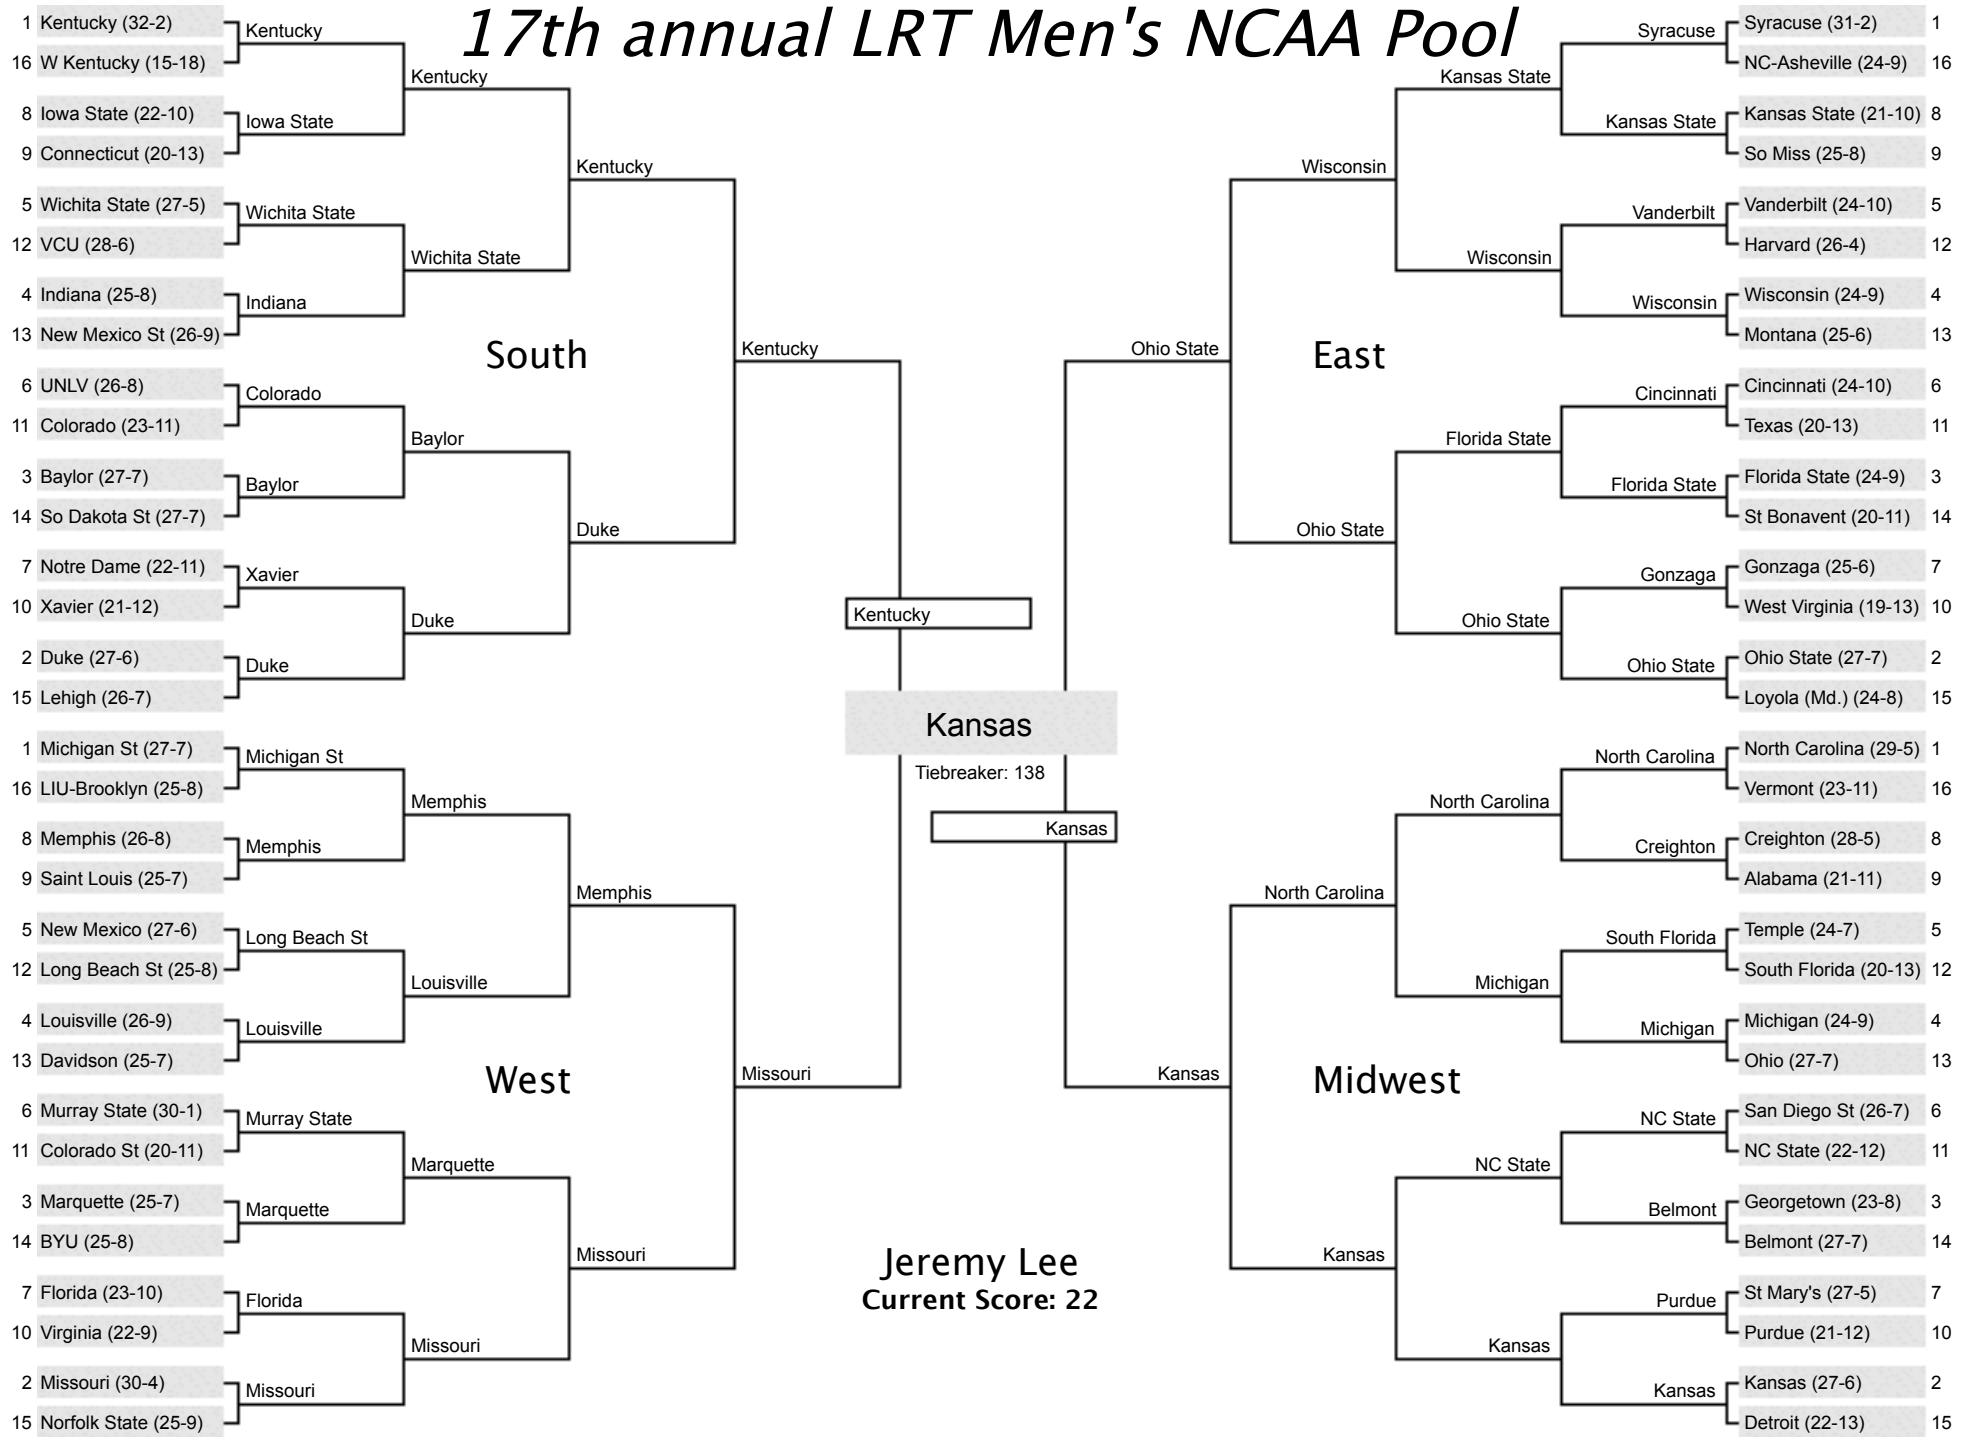 17th annual LRT Men's NCAA Pool
1 Kentucky (32-2)
16 W Kentucky (15-18)
8 Iowa State (22-10)
9 Connecticut (20-13)
5 Wichita State (27-5)
12 VCU (28-6)
4 Indiana (25-8)
13 New Mexico St (26-9)
6 UNLV (26-8)
11 Colorado (23-11)
3 Baylor (27-7)
14 So Dakota St (27-7)
7 Notre Dame (22-11)
10 Xavier (21-12)
2 Duke (27-6)
15 Lehigh (26-7)
Kentucky
Iowa State
Wichita State
Indiana
Colorado
Baylor
Xavier
Duke
Kentucky
Wichita State
Baylor
Duke
Kentucky
Duke
South
Kentucky
1 Michigan St (27-7)
16 LIU-Brooklyn (25-8)
8 Memphis (26-8)
9 Saint Louis (25-7)
5 New Mexico (27-6)
12 Long Beach St (25-8)
4 Louisville (26-9)
13 Davidson (25-7)
6 Murray State (30-1)
11 Colorado St (20-11)
3 Marquette (25-7)
14 BYU (25-8)
7 Florida (23-10)
10 Virginia (22-9)
2 Missouri (30-4)
15 Norfolk State (25-9)
Michigan St
Memphis
Long Beach St
Louisville
Murray State
Marquette
Florida
Missouri
Memphis
Louisville
Marquette
Missouri
Memphis
Missouri
West
Missouri
Kentucky
Kansas
Tiebreaker: 138
Kansas
Jeremy Lee
Current Score: 22
Ohio State
East
Wisconsin
Ohio State
Kansas State
Wisconsin
Florida State
Ohio State
Syracuse
Kansas State
Vanderbilt
Wisconsin
Cincinnati
Florida State
Gonzaga
Ohio State
Syracuse (31-2) 1
NC-Asheville (24-9) 16
Kansas State (21-10) 8
So Miss (25-8) 9
Vanderbilt (24-10) 5
Harvard (26-4) 12
Wisconsin (24-9) 4
Montana (25-6) 13
Cincinnati (24-10) 6
Texas (20-13) 11
Florida State (24-9) 3
St Bonavent (20-11) 14
Gonzaga (25-6) 7
West Virginia (19-13) 10
Ohio State (27-7) 2
Loyola (Md.) (24-8) 15
Kansas
Midwest
North Carolina
Kansas
North Carolina
Michigan
NC State
Kansas
North Carolina
Creighton
South Florida
Michigan
NC State
Belmont
Purdue
Kansas
North Carolina (29-5) 1
Vermont (23-11) 16
Creighton (28-5) 8
Alabama (21-11) 9
Temple (24-7) 5
South Florida (20-13) 12
Michigan (24-9) 4
Ohio (27-7) 13
San Diego St (26-7) 6
NC State (22-12) 11
Georgetown (23-8) 3
Belmont (27-7) 14
St Mary's (27-5) 7
Purdue (21-12) 10
Kansas (27-6) 2
Detroit (22-13) 15